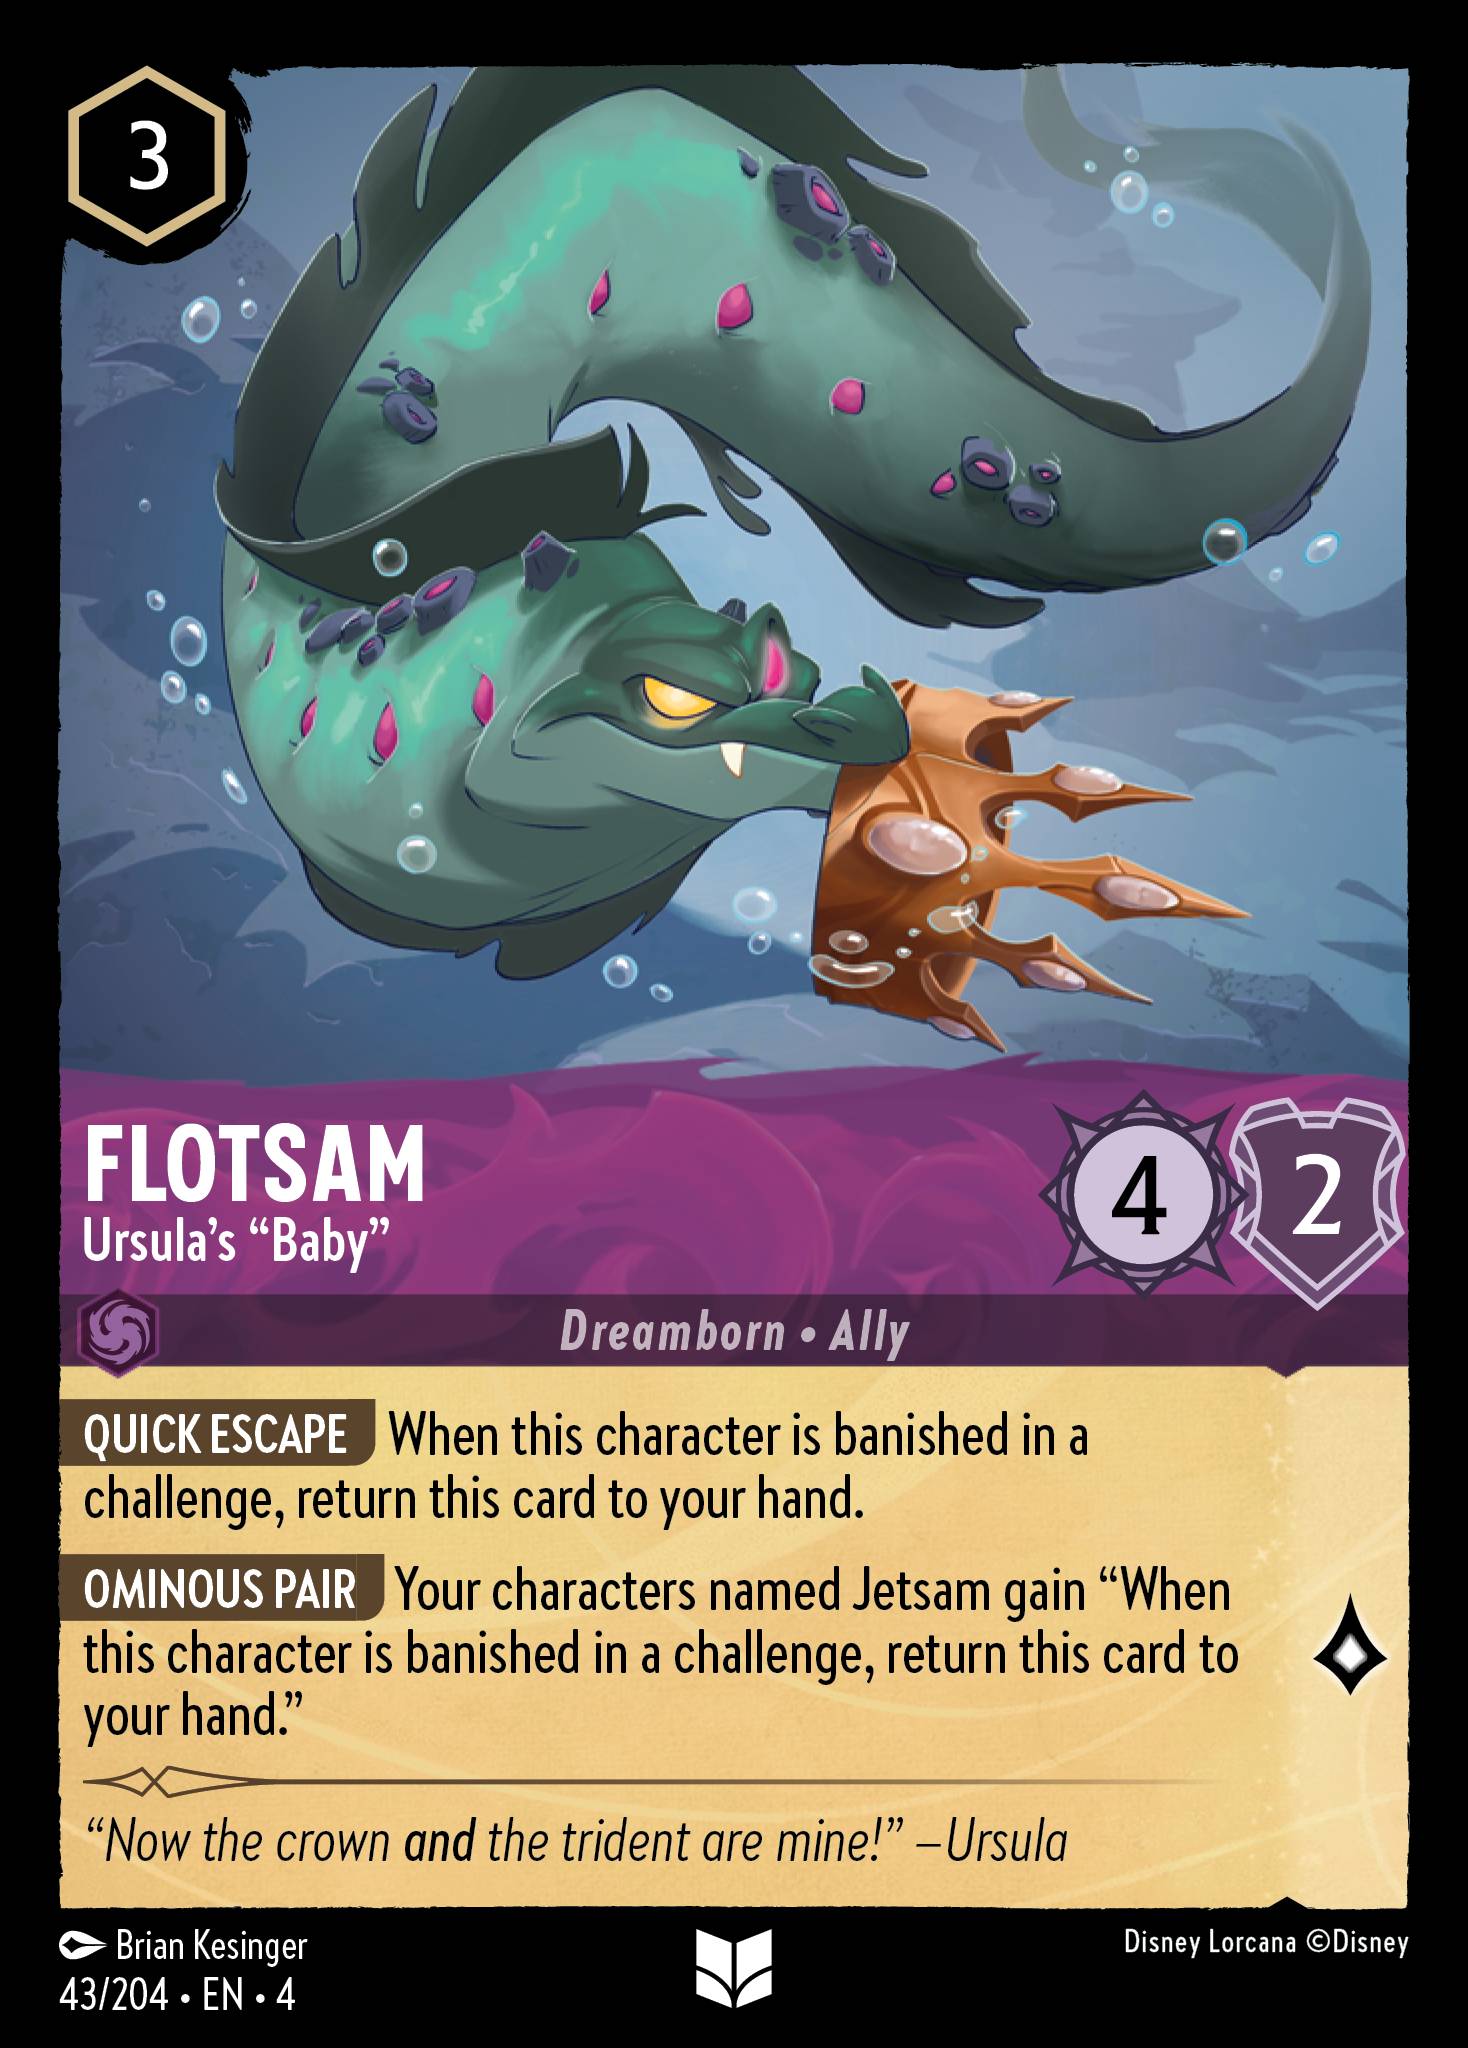 3
FLOTSAM
Ursula’s “Baby”
4
2
Dreamborn • Ally
QUICK ESCAPE When this character is banished in a
challenge, return this card to your hand.
OMINOUS PAIR Your characters named Jetsam gain “When
this character is banished in a challenge, return this card to
your hand.”
“Now the crown and the trident are mine!” –Ursula
Brian Kesinger
Disney Lorcana ©Disney
43/204 • EN • 4